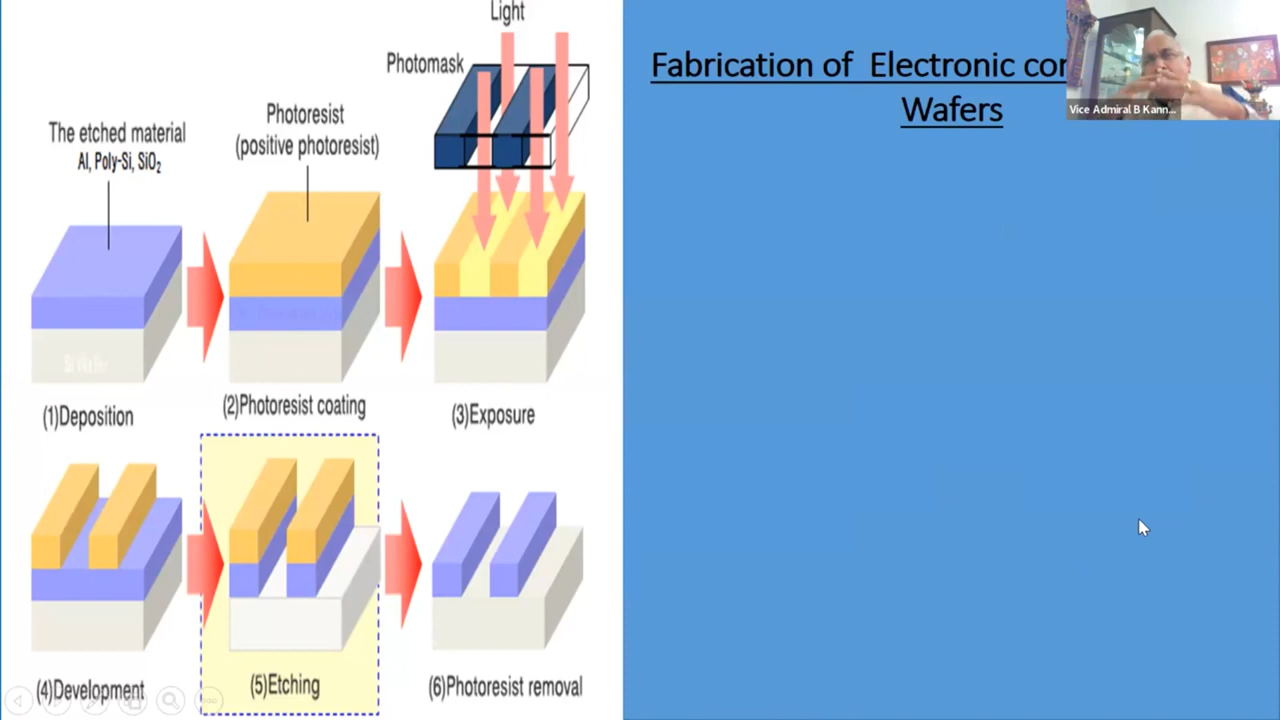 Light
Photomask
Photoresist
(positive photoresist)
The etched material
Al, Poly-Si, SiO₂
(1)Deposition
(2)Photoresist coating
(3)Exposure
(4)Development
(5)Etching
(6)Photoresist removal
Fabrication of Electronic
Wafers
Vice Admiral B Kann...